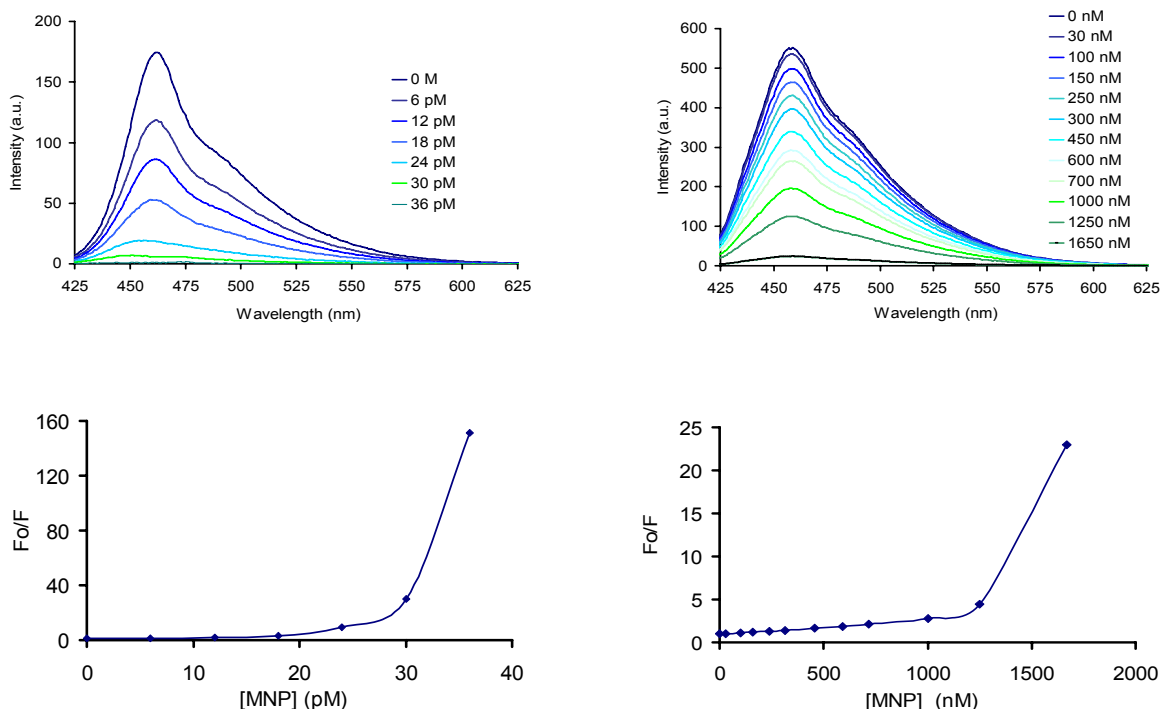 200
150
100
50
0
Intensity (a.u.)
425 450 475 500 525 550 575 600 625
Wavelength (nm)
0 M
6 pM
12 pM
18 pM
24 pM
30 pM
36 pM
600
500
400
300
200
100
0
Intensity (a.u.)
425 450 475 500 525 550 575 600 625
Wavelength (nm)
0 nM
30 nM
100 nM
150 nM
250 nM
300 nM
450 nM
600 nM
700 nM
1000 nM
1250 nM
1650 nM
160
120
80
40
0
Fo/F
0 10 20 30 40
[MNP] (pM)
25
20
15
10
5
0
Fo/F
0 500 1000 1500 2000
[MNP] (nM)